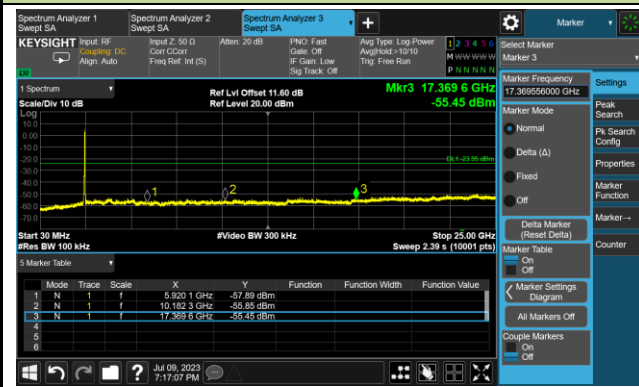 Spectrum Analyzer 1
Swept SA
Spectrum Analyzer 2
Swept SA
Spectrum Analyzer 3
Swept SA
+
Marker
KEYSIGHT
Input: RF
Coupling: DC
Align: Auto
Input Z: 50 Ω
Corr CCorr
Freq Ref: Int (S)
Atten: 20 dB
PNO: Fast
Gate: Off
IF Gain: Low
Sig Track: Off
Avg Type: Log-Power
Avg|Hold:>10/10
Trig: Free Run
1 2 3 4 5 6
M W W W W W
P N N N N N
LVI
Select Marker
Marker 3
1 Spectrum
Scale/Div 10 dB
Log
Ref Lvl Offset 11.60 dB
Ref Level 20.00 dBm
Mkr3 17.369 6 GHz
-55.45 dBm
10.0
0.00
-10.0
-20.0
-30.0
-40.0
-50.0
-60.0
-70.0
DL1 -23.95 dBm
1
2
3
Start 30 MHz
#Res BW 100 kHz
#Video BW 300 kHz
Stop 25.00 GHz
Sweep 2.39 s (10001 pts)
5 Marker Table
Mode Trace Scale X Y Function Function Width Function Value
1 N 1 f 5.920 1 GHz -57.89 dBm
2 N 1 f 10.182 3 GHz -55.85 dBm
3 N 1 f 17.369 6 GHz -55.45 dBm
4
5
6
Marker Frequency
17.369556000 GHz
Marker Mode
Normal
Delta (Δ)
Fixed
Off
Delta Marker
(Reset Delta)
Marker Table
On
Off
Marker Settings
Diagram
All Markers Off
Couple Markers
On
Off
Settings
Peak
Search
Pk Search
Config
Properties
Marker
Function
Marker→
Counter
?
Jul 09, 2023
7:17:07 PM